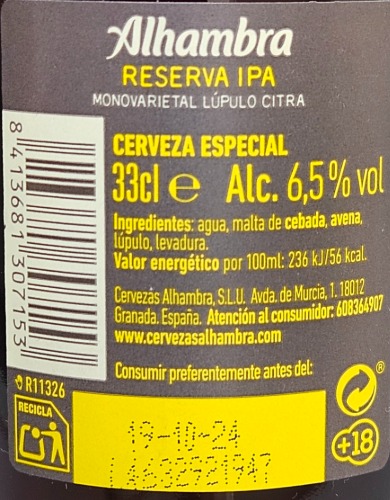 Alhambra
RESERVA IPA
MONOVARIETAL LÚPULO CITRA
8 413681 307153
CERVEZA ESPECIAL
33cl e Alc. 6,5% vol
Ingredientes: agua, malta de cebada, avena,
lúpulo, levadura.
Valor energético por 100ml: 236 kJ/56 kcal.
Cervezas Alhambra, S.L.U. Avda. de Murcia, 1. 18012
Granada. España. Atención al consumidor: 608364907
www.cervezasalhambra.com
Consumir preferentemente antes del:
R11326
RECICLA
®
19-10-24
+18